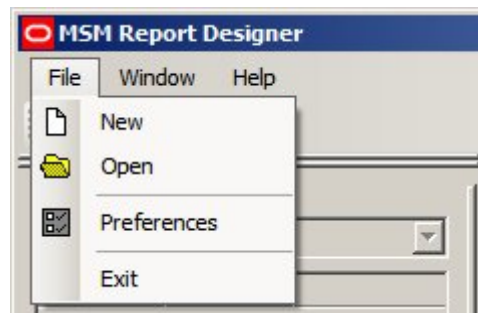 MSM Report Designer
File Window Help
New
Open
Preferences
Exit